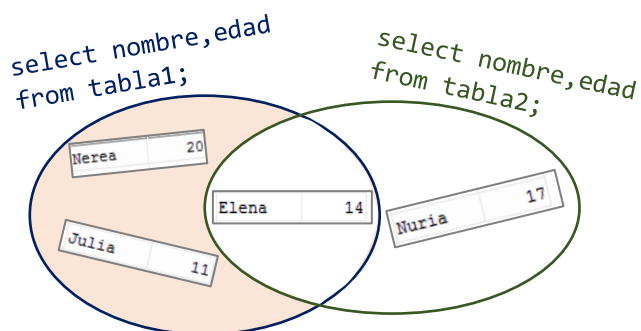 select nombre,edad
from tabla1;
select nombre,edad
from tabla2;
Nerea 20
Elena 14
Nuria 17
Julia 11